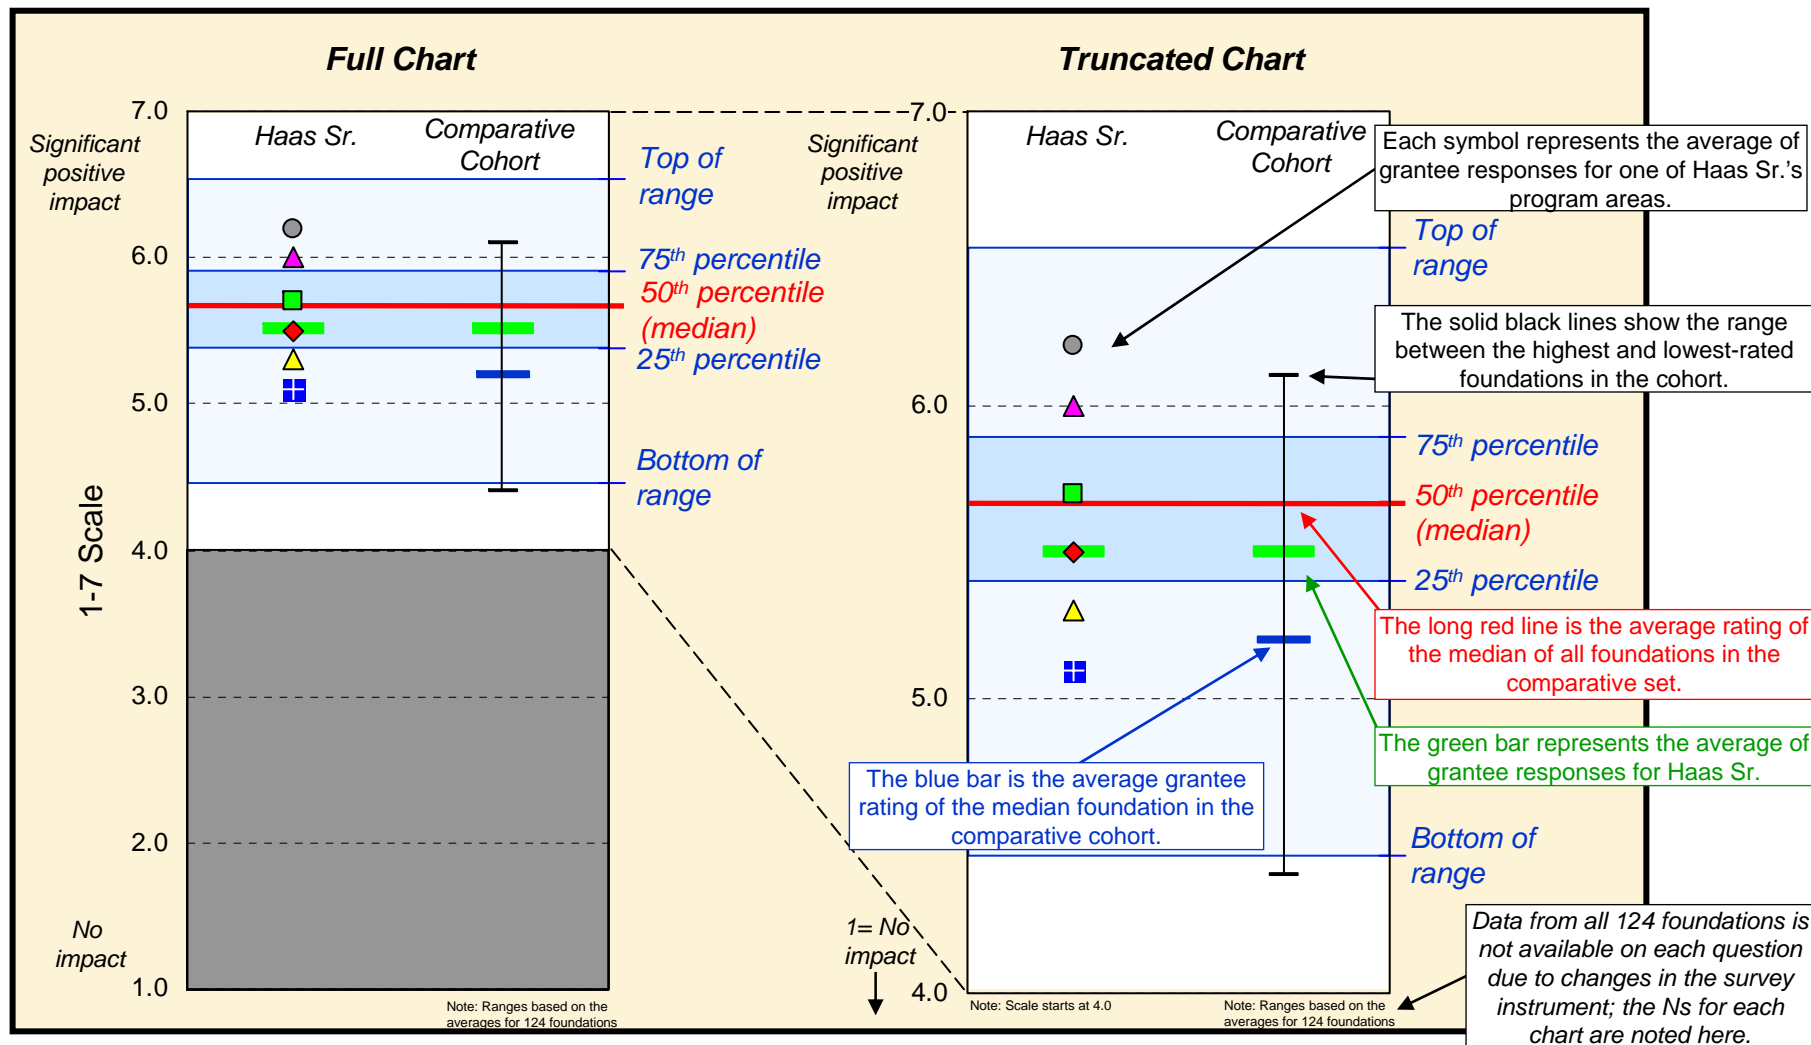 Full Chart
7.0
Significant
positive
impact
Haas Sr.
Comparative
Cohort
Top of
range
6.0
75th percentile
50th percentile
(median)
25th percentile
5.0
Bottom of
range
1-7 Scale
4.0
3.0
2.0
No
impact
1.0
Note: Ranges based on the
averages for 124 foundations
Truncated Chart
7.0
Significant
positive
impact
Haas Sr.
Comparative
Cohort
Each symbol represents the average of
grantee responses for one of Haas Sr.'s
program areas.
Top of
range
The solid black lines show the range
between the highest and lowest-rated
foundations in the cohort.
6.0
75th percentile
50th percentile
(median)
25th percentile
The long red line is the average rating of
the median of all foundations in the
comparative set.
5.0
The green bar represents the average of
grantee responses for Haas Sr.
The blue bar is the average grantee
rating of the median foundation in the
comparative cohort.
Bottom of
range
1= No
impact
4.0
Note: Scale starts at 4.0
Note: Ranges based on the
averages for 124 foundations
Data from all 124 foundations is
not available on each question
due to changes in the survey
instrument; the Ns for each
chart are noted here.